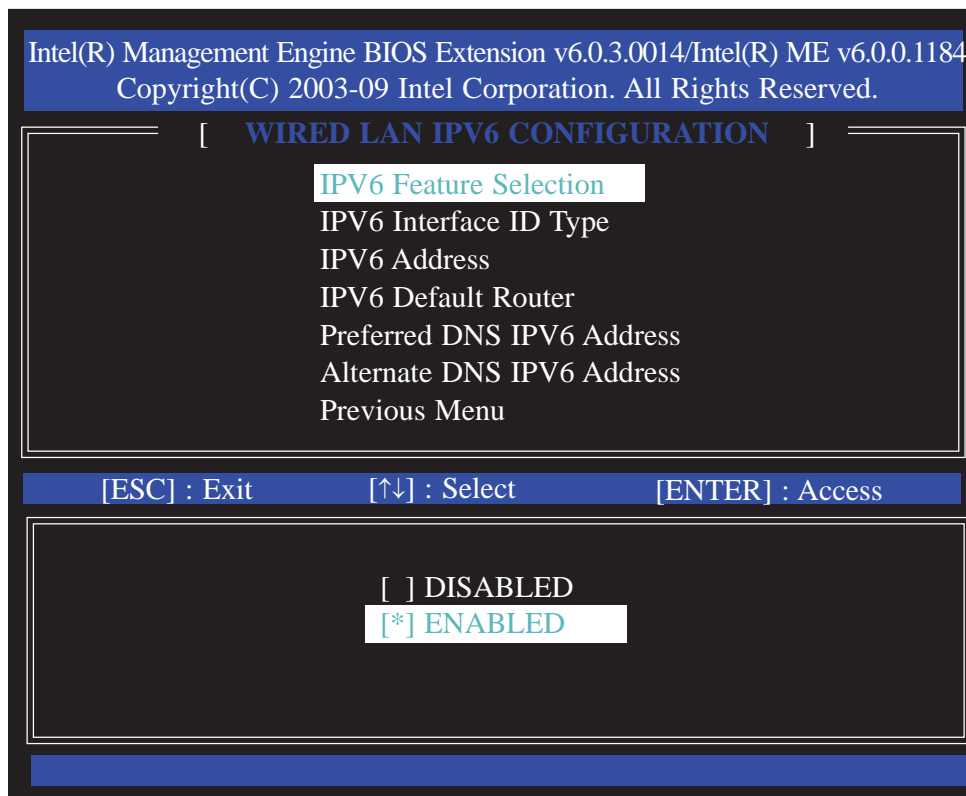 Intel(R) Management Engine BIOS Extension v6.0.3.0014/Intel(R) ME v6.0.0.1184
Copyright(C) 2003-09 Intel Corporation. All Rights Reserved.
[ WIRED LAN IPV6 CONFIGURATION ]
IPV6 Feature Selection
IPV6 Interface ID Type
IPV6 Address
IPV6 Default Router
Preferred DNS IPV6 Address
Alternate DNS IPV6 Address
Previous Menu
[ESC] : Exit [↑↓] : Select [ENTER] : Access
[ ] DISABLED
[*] ENABLED